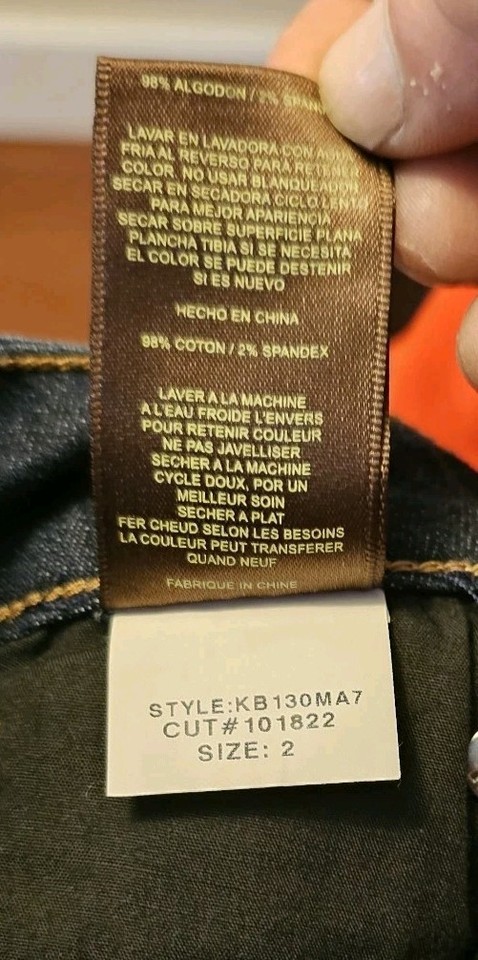 98% ALGODON / 2% SPAN
LAVAR EN LAVADORA CON
FRIA AL REVERSO PARA RETENER
COLOR. NO USAR BLANQUEADOR
SECAR EN SECADORA CICLO LENTO
PARA MEJOR APARIENCIA
SECAR SOBRE SUPERFICIE PLANA
PLANCHA TIBIA SI SE NECESITA
EL COLOR SE PUEDE DESTENIR
SI ES NUEVO
HECHO EN CHINA
98% COTON / 2% SPANDEX
LAVER A LA MACHINE
A L'EAU FROIDE L'ENVERS
POUR RETENIR COULEUR
NE PAS JAVELLISER
SECHER A LA MACHINE
CYCLE DOUX, POR UN
MEILLEUR SOIN
SECHER A PLAT
FER CHEUD SELON LES BESOINS
LA COULEUR PEUT TRANSFERER
QUAND NEUF
FABRIQUE IN CHINE
STYLE:KB130MA7
CUT#101822
SIZE: 2